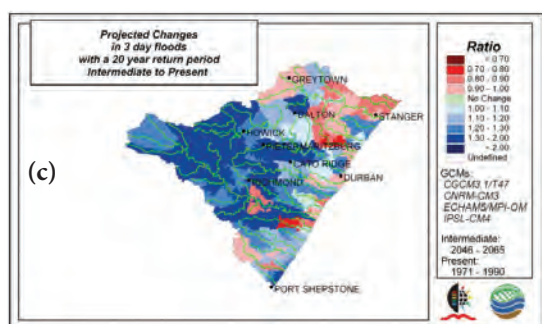 Projected Changes
in 3 day floods
with a 20 year return period
Intermediate to Present
(c)
GREYTOWN
DALTON
STANGER
HOWICK
PIETERMARITZBURG
CATO RIDGE
DURBAN
RICHMOND
PORT SHEPSTONE
Ratio
< 0.70
0.70 - 0.80
0.80 - 0.90
0.90 - 1.00
No Change
1.00 - 1.10
1.10 - 1.20
1.20 - 1.30
1.30 - 2.00
> 2.00
Undefined
GCMs:
CGCM3.1/T47
CNRM-CM3
ECHAM5/MPI-OM
IPSL-CM4
Intermediate:
2046 - 2065
Present:
1971 - 1990